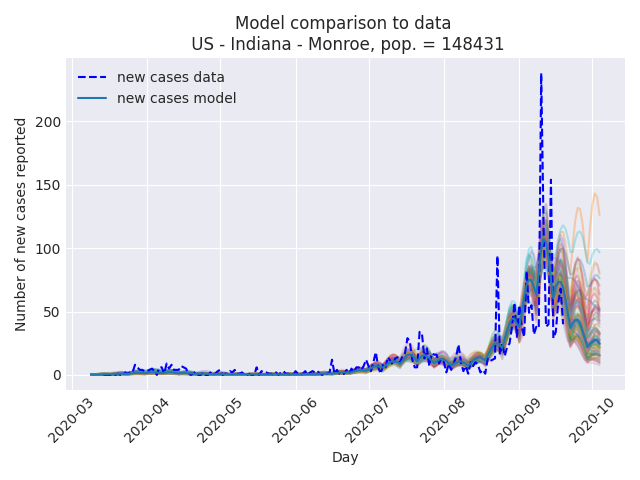 Model comparison to data
US - Indiana - Monroe, pop. = 148431
new cases data
new cases model
Number of new cases reported
200
150
100
50
0
2020-03
2020-04
2020-05
2020-06
2020-07
2020-08
2020-09
2020-10
Day